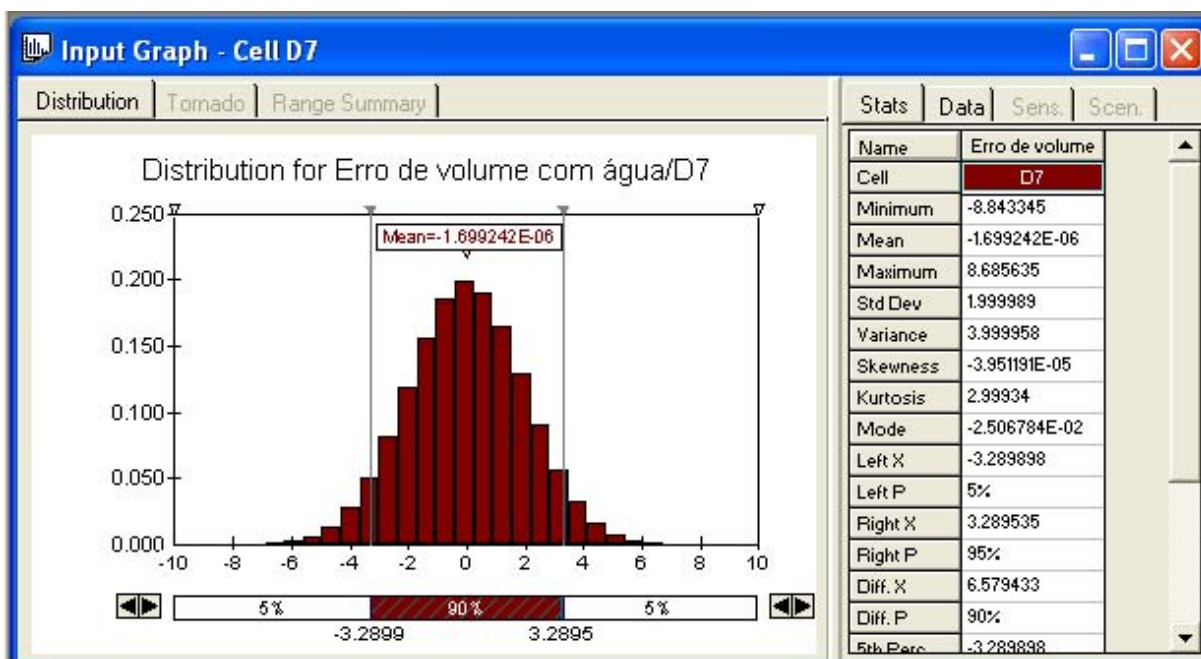 Input Graph - Cell D7
Distribution Tornado Range Summary
Distribution for Erro de volume com água/D7
Mean=-1.699242E-06
0.250
0.200
0.150
0.100
0.050
0.000
-10 -8 -6 -4 -2 0 2 4 6 8 10
5% 90% 5%
-3.2899 3.2895
Stats Data Sens. Scen.
Name Erro de volume
Cell D7
Minimum -8.843345
Mean -1.699242E-06
Maximum 8.685635
Std Dev 1.999989
Variance 3.999958
Skewness -3.951191E-05
Kurtosis 2.99934
Mode -2.506784E-02
Left X -3.289898
Left P 5%
Right X 3.289535
Right P 95%
Diff. X 6.579433
Diff. P 90%
5th Perc. -3.289898